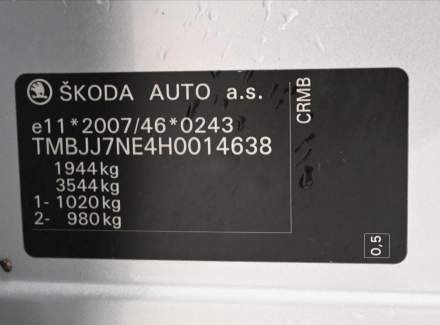 ŠKODA AUTO a.s.
e11*2007/46*0243
TMBJJ7NE4H0014638
1944kg
3544kg
1- 1020kg
2- 980kg
CRMB
0,5